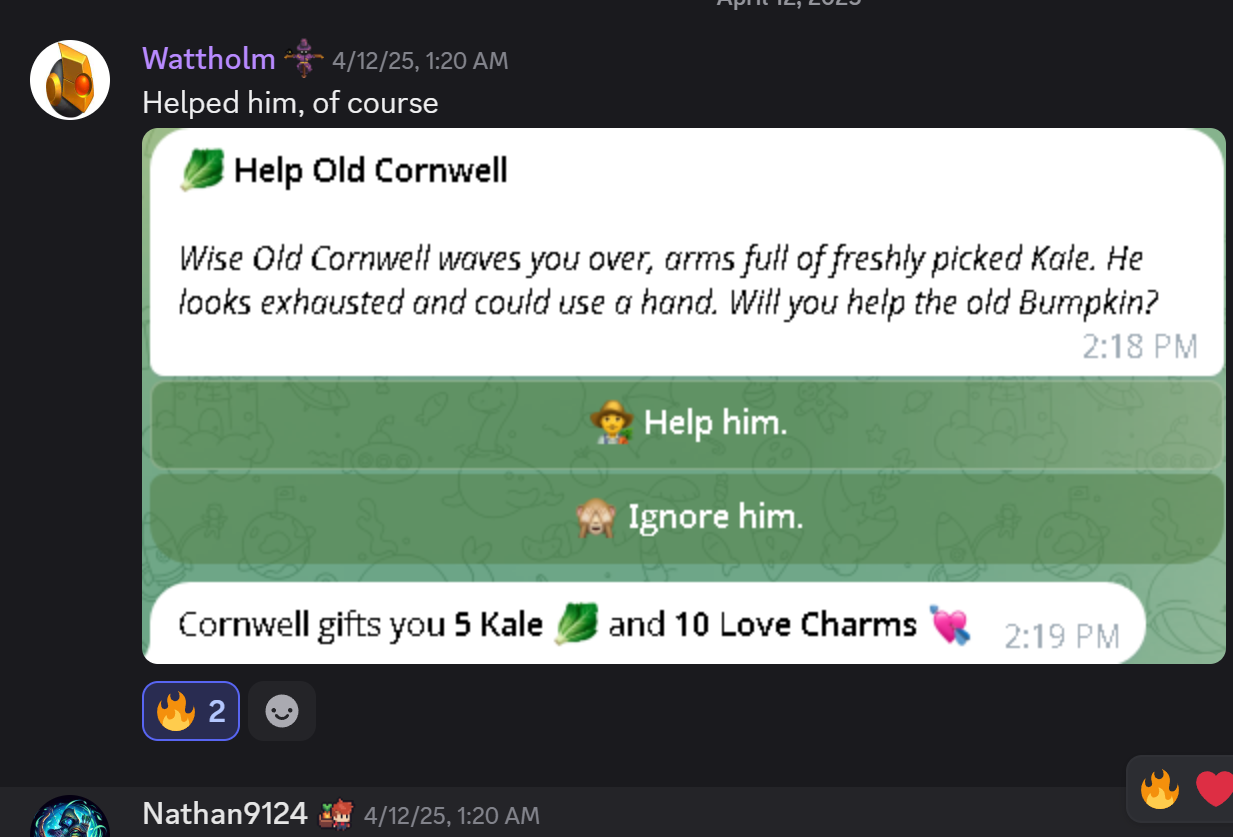 April 12, 2025
Wattholm 4/12/25, 1:20 AM
Helped him, of course
Help Old Cornwell
Wise Old Cornwell waves you over, arms full of freshly picked Kale. He
looks exhausted and could use a hand. Will you help the old Bumpkin?
2:18 PM
Help him.
Ignore him.
Cornwell gifts you 5 Kale and 10 Love Charms 2:19 PM
2
Nathan9124 4/12/25, 1:20 AM